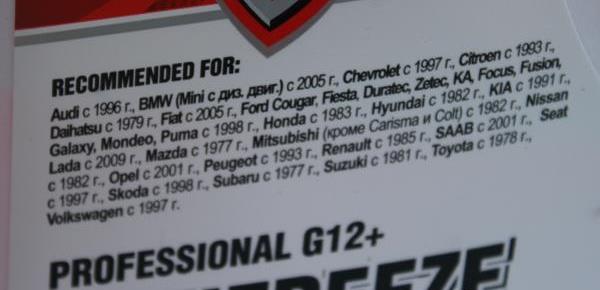 RECOMMENDED FOR:
Audi с 1996 г., BMW (Mini с диз. двиг.) с 2005 г., Chevrolet с 1997 г., Citroen с 1993 г.,
Daihatsu с 1979 г., Fiat с 2005 г., Ford Cougar, Fiesta, Duratec, Zetec, KA, Focus, Fusion,
Galaxy, Mondeo, Puma с 1998 г., Honda с 1983 г., Hyundai с 1982 г., KIA с 1991 г.,
Lada с 2009 г., Mazda с 1977 г., Mitsubishi (кроме Carisma и Colt) с 1982 г., Nissan
с 1982 г., Opel с 2001 г., Peugeot с 1993 г., Renault с 1985 г., SAAB с 2001 г., Seat
с 1997 г., Skoda с 1998 г., Subaru с 1977 г., Suzuki с 1981 г., Toyota с 1978 г.,
Volkswagen с 1997 г.
PROFESSIONAL G12+